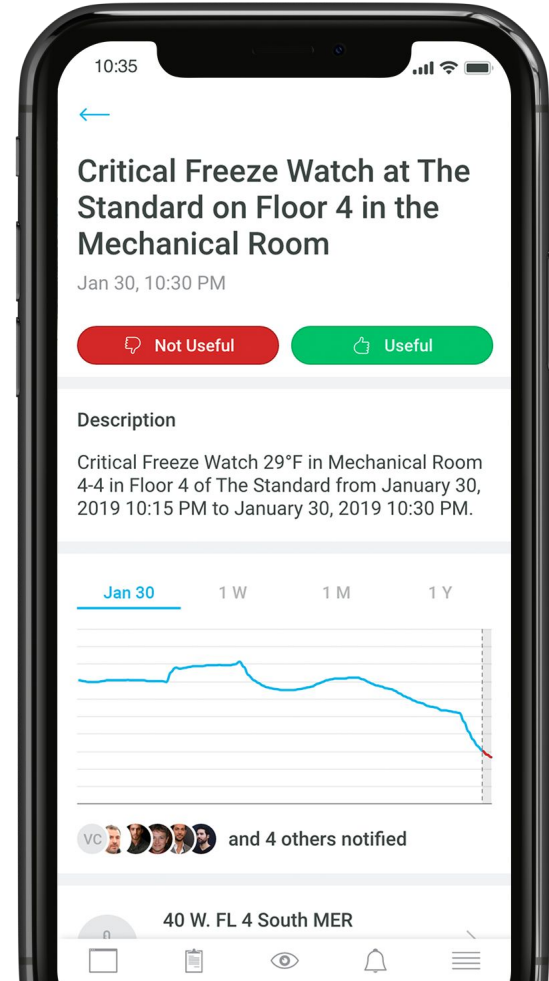 10:35
Critical Freeze Watch at The
Standard on Floor 4 in the
Mechanical Room
Jan 30, 10:30 PM
Not Useful
Useful
Description
Critical Freeze Watch 29°F in Mechanical Room
4-4 in Floor 4 of The Standard from January 30,
2019 10:15 PM to January 30, 2019 10:30 PM.
Jan 30 1 W 1 M 1 Y
VC and 4 others notified
40 W. FL 4 South MER